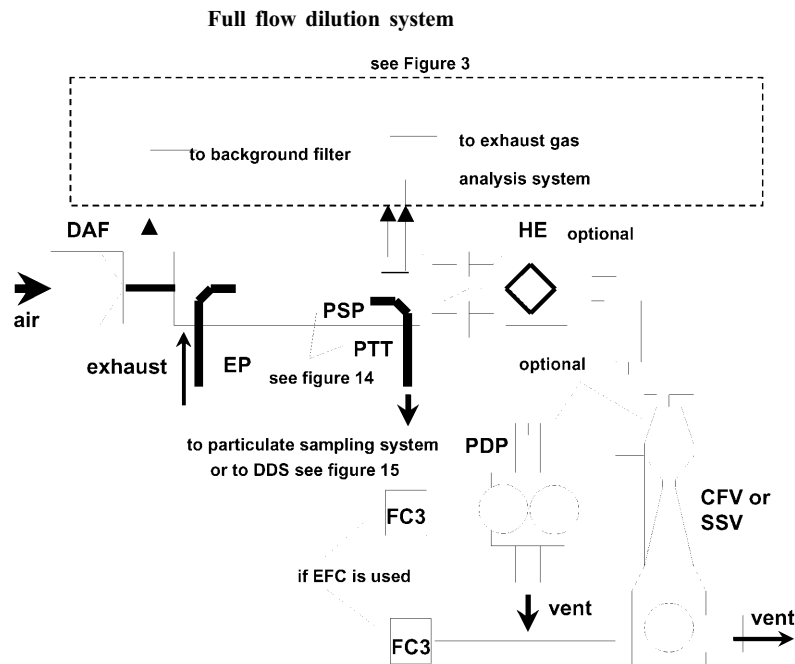 Full flow dilution system
see Figure 3
to background filter
to exhaust gas
analysis system
DAF
HE
optional
air
PSP
exhaust
EP
PTT
see figure 14
optional
to particulate sampling system
or to DDS see figure 15
PDP
FC3
CFV or
SSV
if EFC is used
vent
vent
FC3